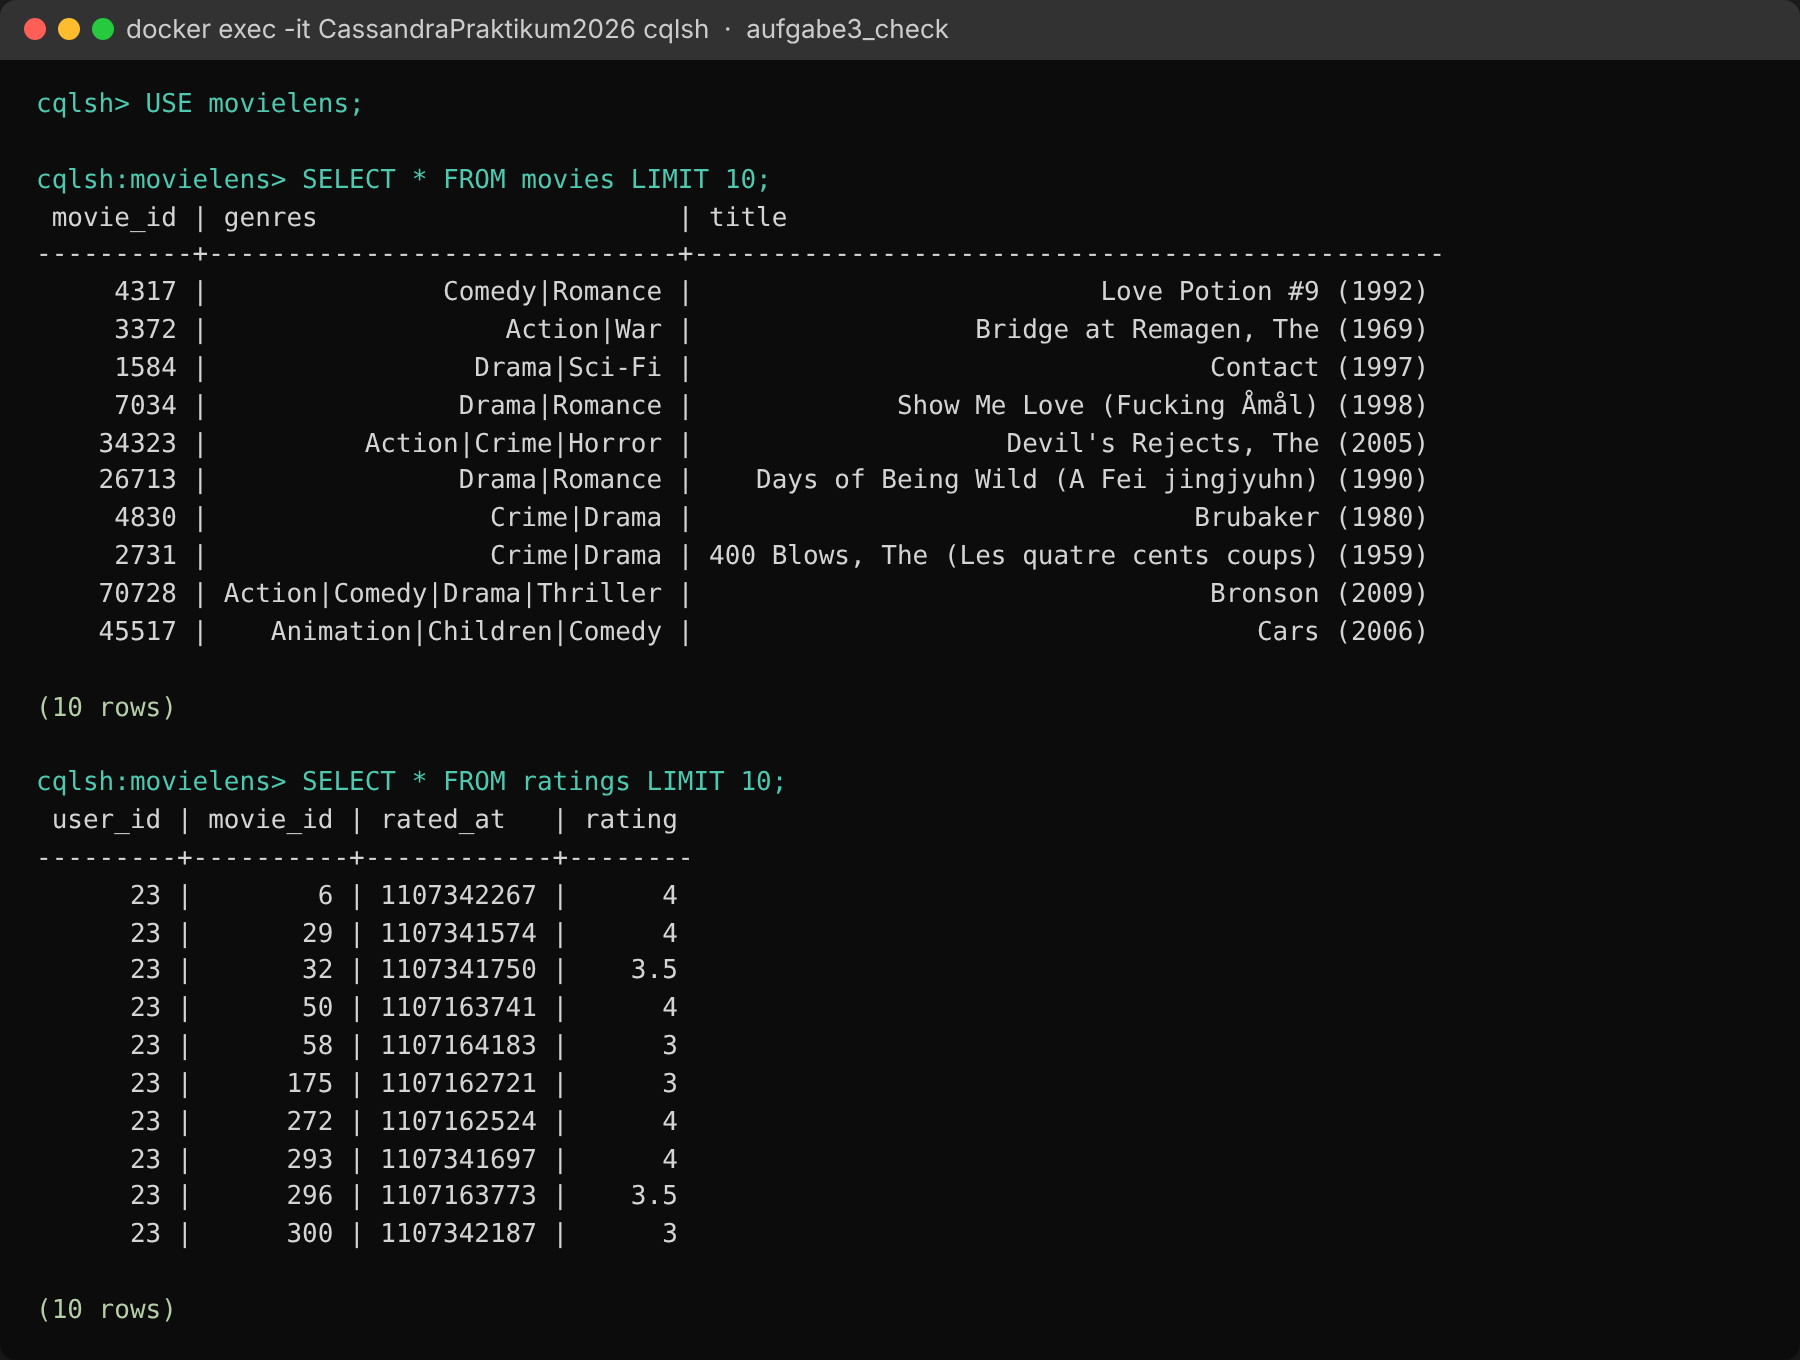 docker exec -it CassandraPraktikum2026 cqlsh · aufgabe3_check
cqlsh> USE movielens;
cqlsh:movielens> SELECT * FROM movies LIMIT 10;
 movie_id | genres                       | title
----------+------------------------------+------------------------------------------------
     4317 |               Comedy|Romance |                          Love Potion #9 (1992)
     3372 |                   Action|War |                  Bridge at Remagen, The (1969)
     1584 |                 Drama|Sci-Fi |                                 Contact (1997)
     7034 |                Drama|Romance |             Show Me Love (Fucking Åmål) (1998)
    34323 |          Action|Crime|Horror |                    Devil's Rejects, The (2005)
    26713 |                Drama|Romance |    Days of Being Wild (A Fei jingjyuhn) (1990)
     4830 |                  Crime|Drama |                                Brubaker (1980)
     2731 |                  Crime|Drama | 400 Blows, The (Les quatre cents coups) (1959)
    70728 | Action|Comedy|Drama|Thriller |                                 Bronson (2009)
    45517 |    Animation|Children|Comedy |                                    Cars (2006)
(10 rows)
cqlsh:movielens> SELECT * FROM ratings LIMIT 10;
 user_id | movie_id | rated_at   | rating
---------+----------+------------+--------
      23 |        6 | 1107342267 |      4
      23 |       29 | 1107341574 |      4
      23 |       32 | 1107341750 |    3.5
      23 |       50 | 1107163741 |      4
      23 |       58 | 1107164183 |      3
      23 |      175 | 1107162721 |      3
      23 |      272 | 1107162524 |      4
      23 |      293 | 1107341697 |      4
      23 |      296 | 1107163773 |    3.5
      23 |      300 | 1107342187 |      3
(10 rows)